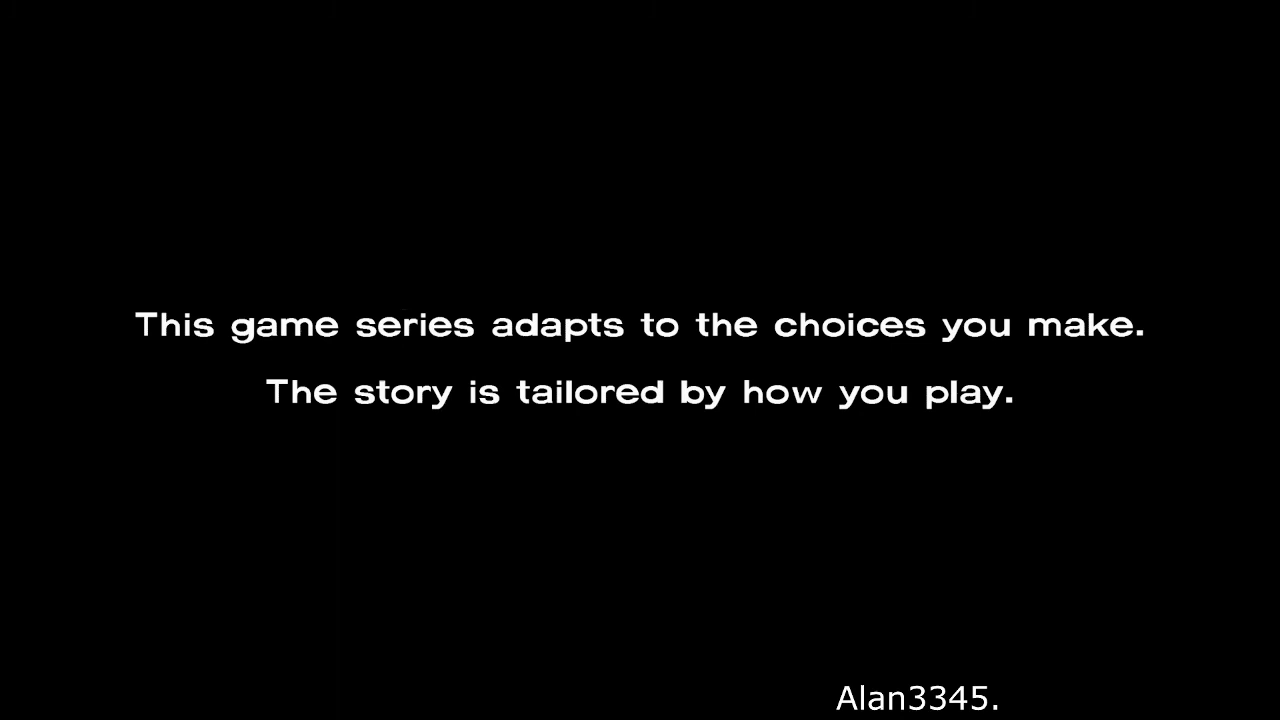 This game series adapts to the choices you make.
The story is tailored by how you play.
Alan3345.